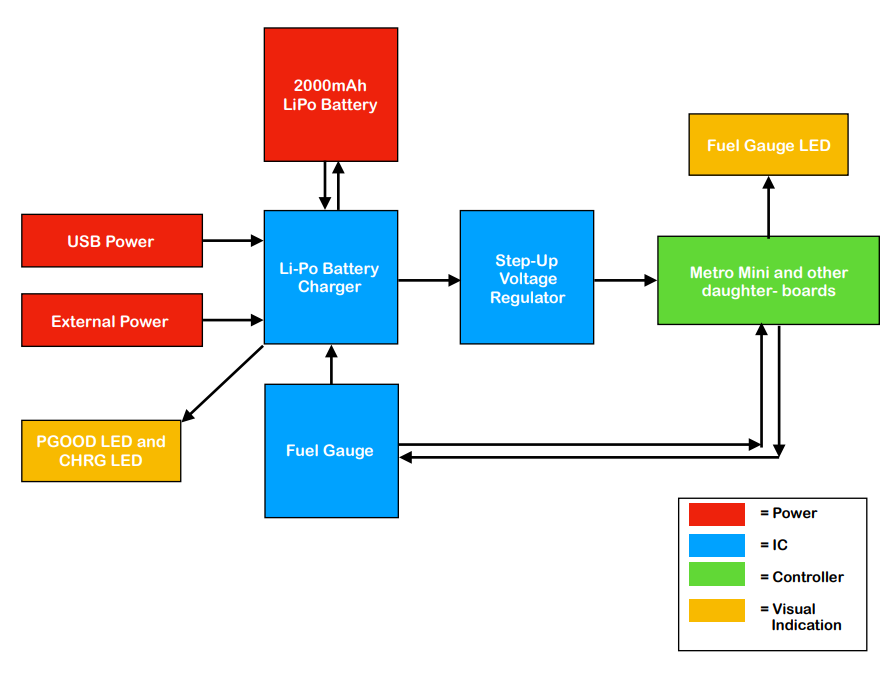 2000mAh
LiPo Battery
Fuel Gauge LED
USB Power
Li-Po Battery
Charger
Step-Up
Voltage
Regulator
Metro Mini and other
daughter- boards
External Power
PGOOD LED and
CHRG LED
Fuel Gauge
= Power
= IC
= Controller
= Visual
Indication